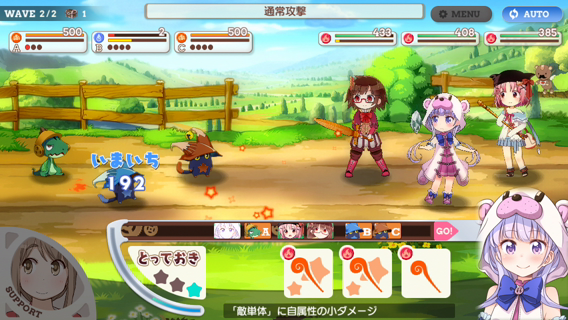 WAVE 2/2 1
通常攻撃
MENU
AUTO
500
A
2
B
500
C
433
408
385
いまいち
192
A
B
C
GO!
とっておき
SUPPORT
「敵単体」に自属性の小ダメージ